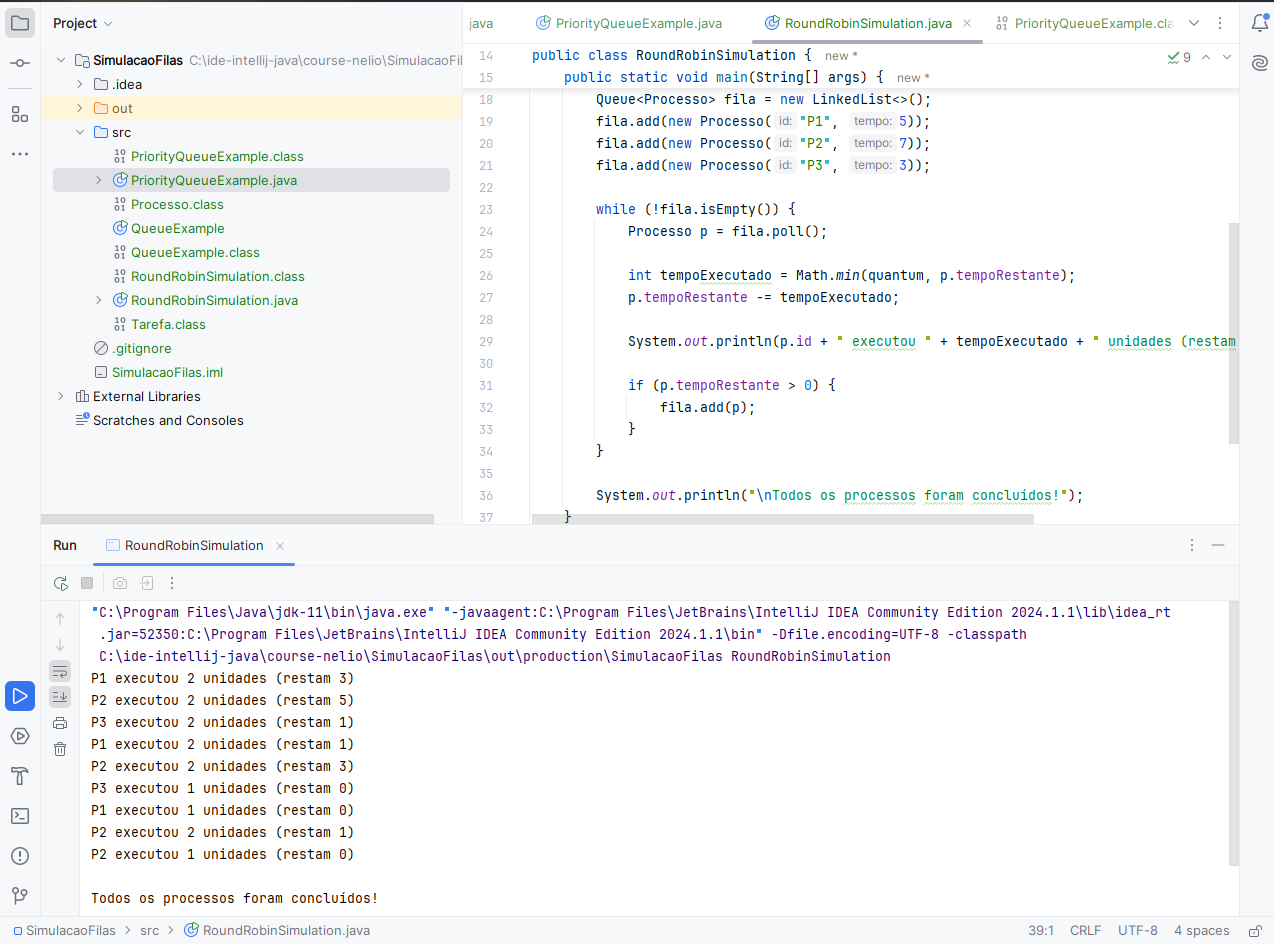 Project
SimulacaoFilas C:\ide-intellij-java\course-nelio\SimulacaoFil
.idea
out
src
PriorityQueueExample.class
PriorityQueueExample.java
Processo.class
QueueExample
QueueExample.class
RoundRobinSimulation.class
RoundRobinSimulation.java
Tarefa.class
.gitignore
SimulacaoFilas.iml
External Libraries
Scratches and Consoles
.java PriorityQueueExample.java RoundRobinSimulation.java PriorityQueueExample.cla
9
14 public class RoundRobinSimulation { new *
15 public static void main(String[] args) { new *
18 Queue<Processo> fila = new LinkedList<>();
19 fila.add(new Processo( id: "P1", tempo: 5));
20 fila.add(new Processo( id: "P2", tempo: 7));
21 fila.add(new Processo( id: "P3", tempo: 3));
22
23 while (!fila.isEmpty()) {
24 Processo p = fila.poll();
25
26 int tempoExecutado = Math.min(quantum, p.tempoRestante);
27 p.tempoRestante -= tempoExecutado;
28
29 System.out.println(p.id + " executou " + tempoExecutado + " unidades (restam
30
31 if (p.tempoRestante > 0) {
32 fila.add(p);
33 }
34 }
35
36 System.out.println("\nTodos os processos foram concluídos!");
37 }
Run RoundRobinSimulation
"C:\Program Files\Java\jdk-11\bin\java.exe" "-javaagent:C:\Program Files\JetBrains\IntelliJ IDEA Community Edition 2024.1.1\lib\idea_rt
.jar=52350:C:\Program Files\JetBrains\IntelliJ IDEA Community Edition 2024.1.1\bin" -Dfile.encoding=UTF-8 -classpath
C:\ide-intellij-java\course-nelio\SimulacaoFilas\out\production\SimulacaoFilas RoundRobinSimulation
P1 executou 2 unidades (restam 3)
P2 executou 2 unidades (restam 5)
P3 executou 2 unidades (restam 1)
P1 executou 2 unidades (restam 1)
P2 executou 2 unidades (restam 3)
P3 executou 1 unidades (restam 0)
P1 executou 1 unidades (restam 0)
P2 executou 2 unidades (restam 1)
P2 executou 1 unidades (restam 0)
Todos os processos foram concluídos!
SimulacaoFilas > src > RoundRobinSimulation.java 39:1 CRLF UTF-8 4 spaces